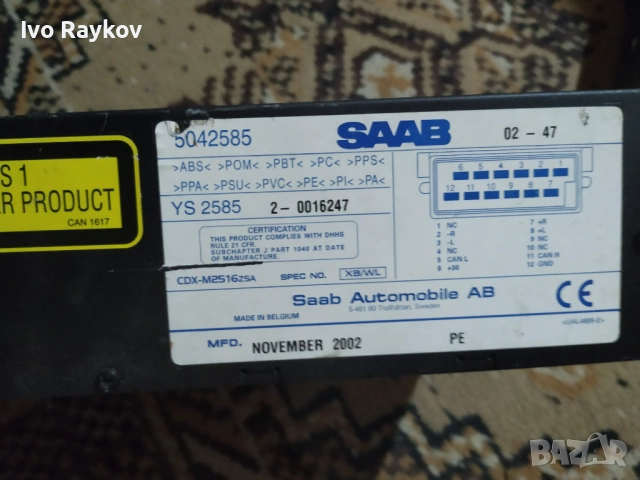 Ivo Raykov
5042585
SAAB
02 - 47
>ABS< >POM< >PBT< >PC< >PPS<
>PPA< >PSU< >PVC< >PE< >PI< >PA<
YS 2585 2- 0016247
CERTIFICATION
THIS PRODUCT COMPLIES WITH DHHS
RULE 21 CFR.
SUBCHAPTER J PART 1040 AT DATE
OF MANUFACTURE.
CDX-M2516ZSA SPEC NO. XB/WL
6 5 4 3 2 1
12 11 10 9 8 7
1 NC
2 -R
3 -L
4 NC
5 CAN L
6 +30
7 +R
8 +L
9 NC
10 NC
11 CAN H
12 GND
Saab Automobile AB
S-461 80 Trollhättan, Sweden
MADE IN BELGIUM
CE
MFD. NOVEMBER 2002 PE
S 1
ER PRODUCT
CAN 1617
BAZAR
bg